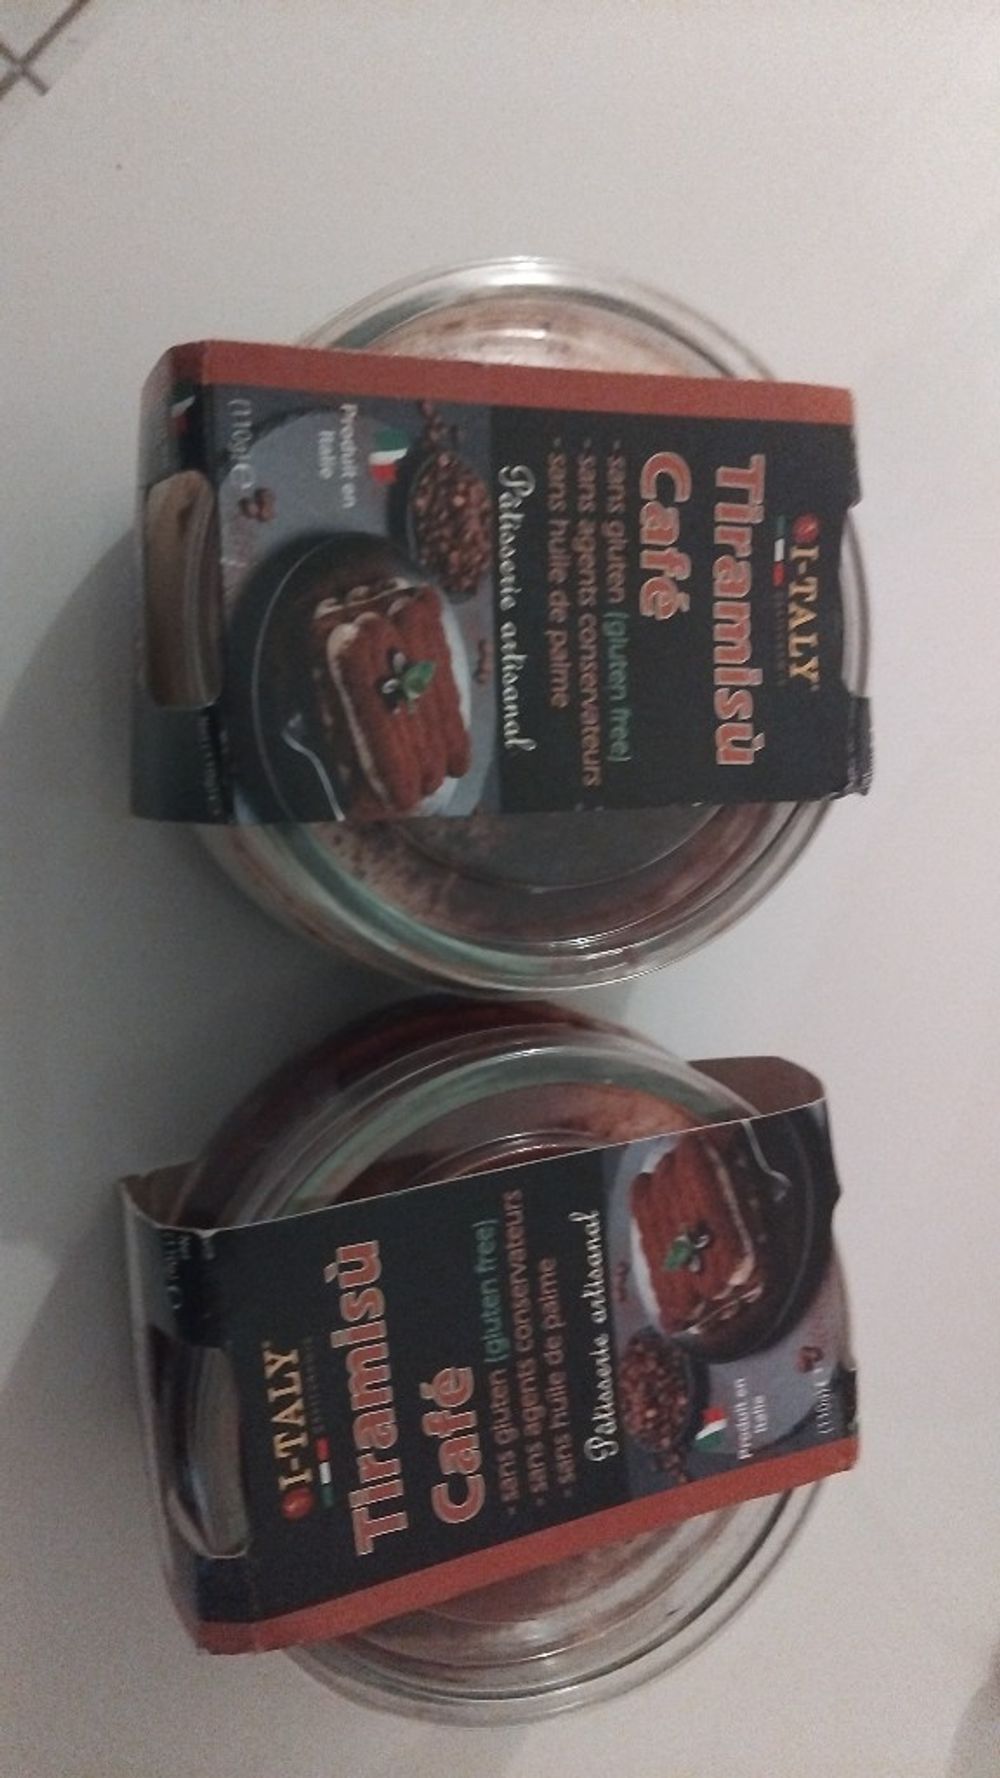 I-TALY
Tiramisù
Café
- sans gluten (gluten free)
- sans agents conservateurs
- sans huile de palme
Pâtisserie artisanal
Produit en
Italie
(110g) e
I-TALY
Tiramisù
Café
- sans gluten (gluten free)
- sans agents conservateurs
- sans huile de palme
Pâtisserie artisanal
Produit en
Italie
(110g) e